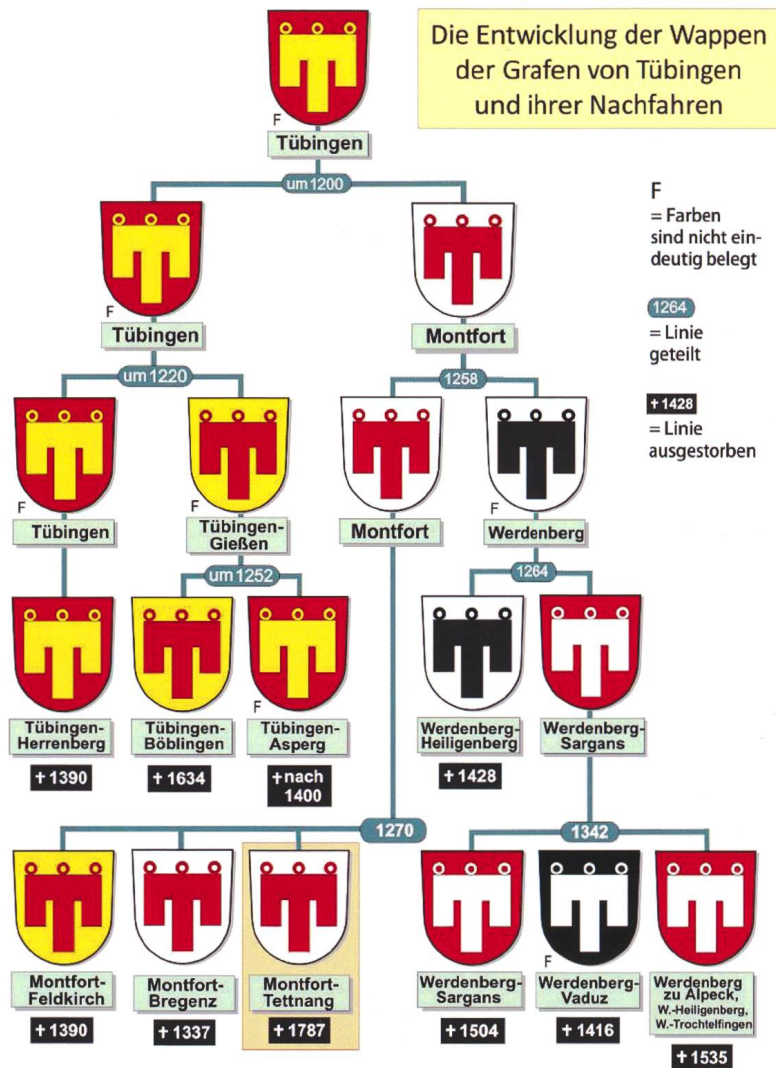 Die Entwicklung der Wappen
der Grafen von Tübingen
und ihrer Nachfahren
F
Tübingen
um 1200
F
= Farben
sind nicht ein-
deutig belegt
1264
= Linie
geteilt
✝1428
= Linie
ausgestorben
F
Tübingen
Montfort
um 1220
1258
F
Tübingen
F
Tübingen-
Gießen
Montfort
F
Werdenberg
um 1252
1264
Tübingen-
Herrenberg
✝1390
Tübingen-
Böblingen
✝1634
F
Tübingen-
Asperg
✝nach
1400
Werdenberg-
Heiligenberg
✝1428
Werdenberg-
Sargans
1270
1342
Montfort-
Feldkirch
✝1390
Montfort-
Bregenz
✝1337
Montfort-
Tettnang
✝1787
Werdenberg-
Sargans
✝1504
F
Werdenberg-
Vaduz
✝1416
Werdenberg
zu Alpeck,
W.-Heiligenberg,
W.-Trochtelfingen
✝1535